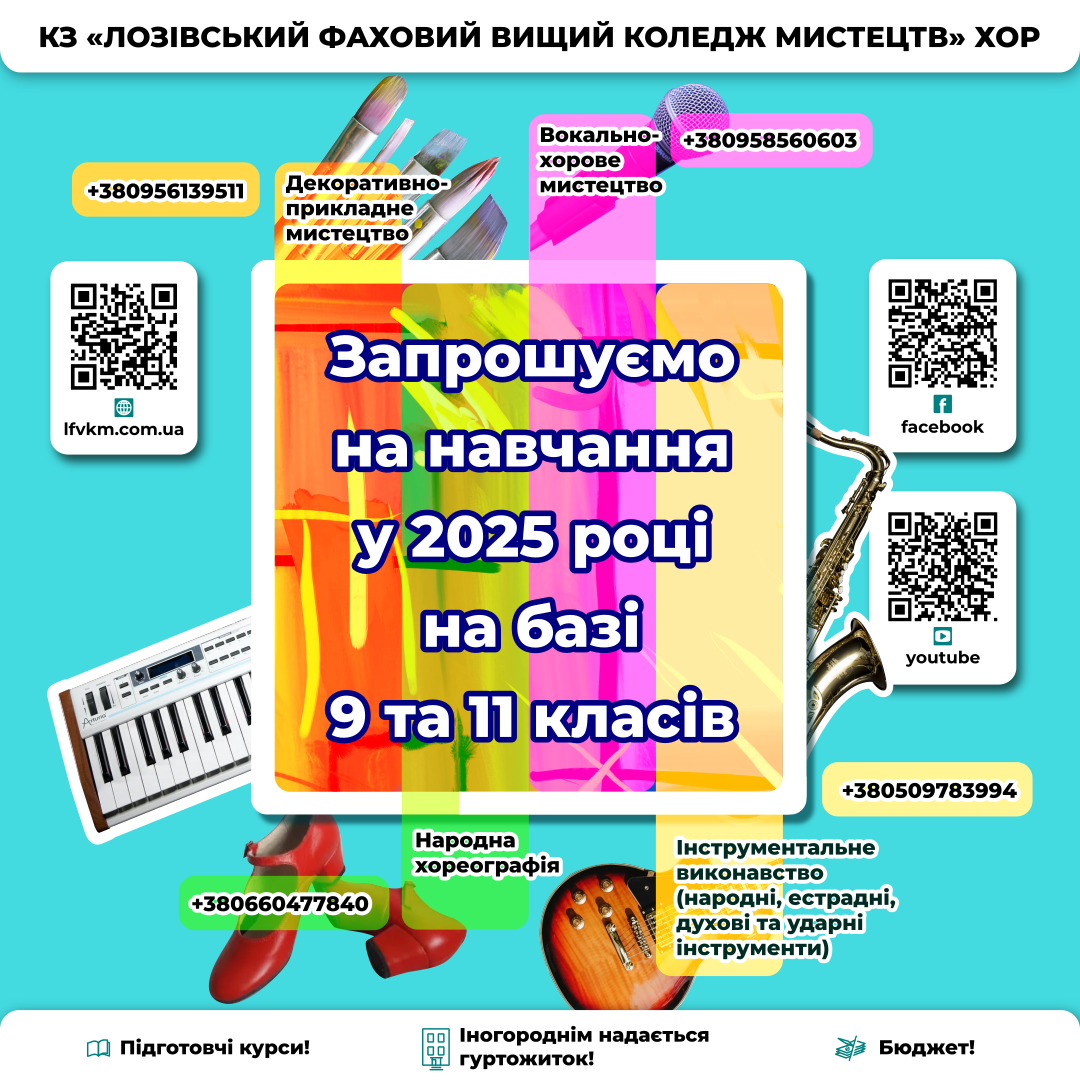 КЗ «ЛОЗІВСЬКИЙ ФАХОВИЙ ВИЩИЙ КОЛЕДЖ МИСТЕЦТВ» ХОР
+380956139511
Декоративно-
прикладне
мистецтво
Вокально-
хорове
мистецтво
+380958560603
lfvkm.com.ua
facebook
youtube
Запрошуємо
на навчання
у 2025 році
на базі
9 та 11 класів
Arturia
+380509783994
Народна
хореографія
+380660477840
Інструментальне
виконавство
(народні, естрадні,
духові та ударні
інструменти)
Підготовчі курси!
Іногороднім надається
гуртожиток!
Бюджет!